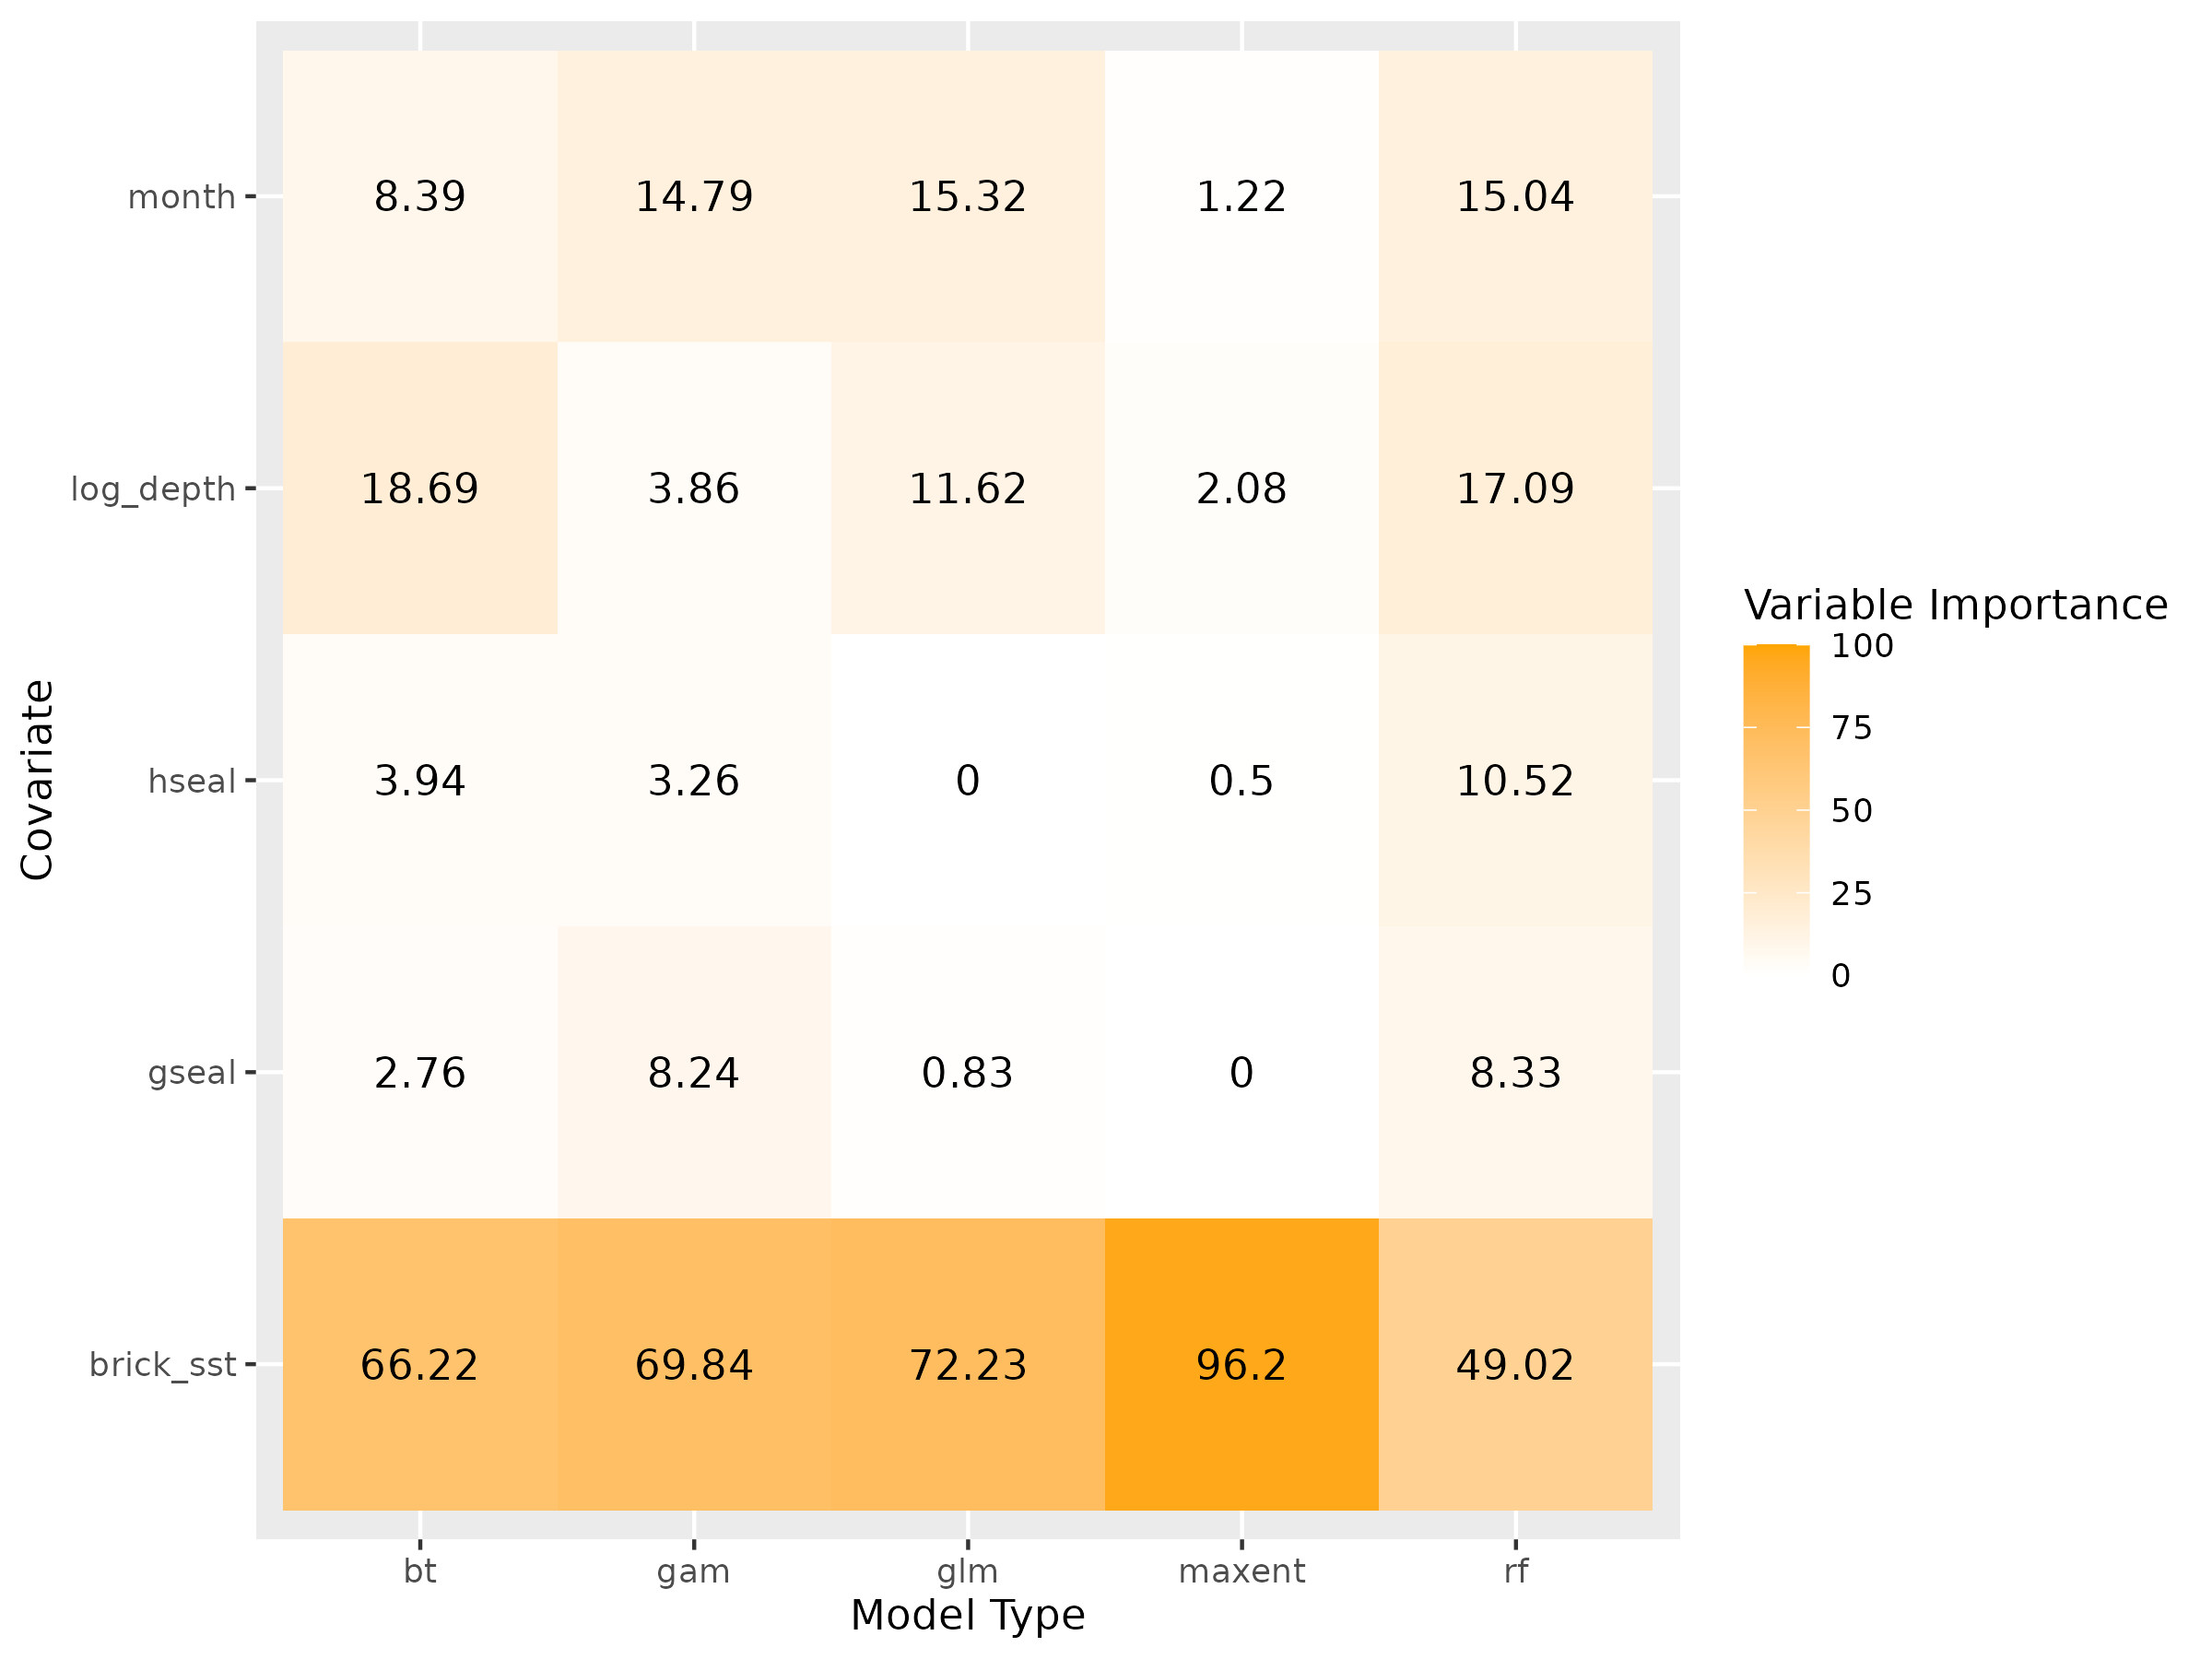 month 8.39 14.79 15.32 1.22 15.04
log_depth 18.69 3.86 11.62 2.08 17.09
hseal 3.94 3.26 0 0.5 10.52
gseal 2.76 8.24 0.83 0 8.33
brick_sst 66.22 69.84 72.23 96.2 49.02
bt gam glm maxent rf
Model Type
Covariate
Variable Importance
100
75
50
25
0